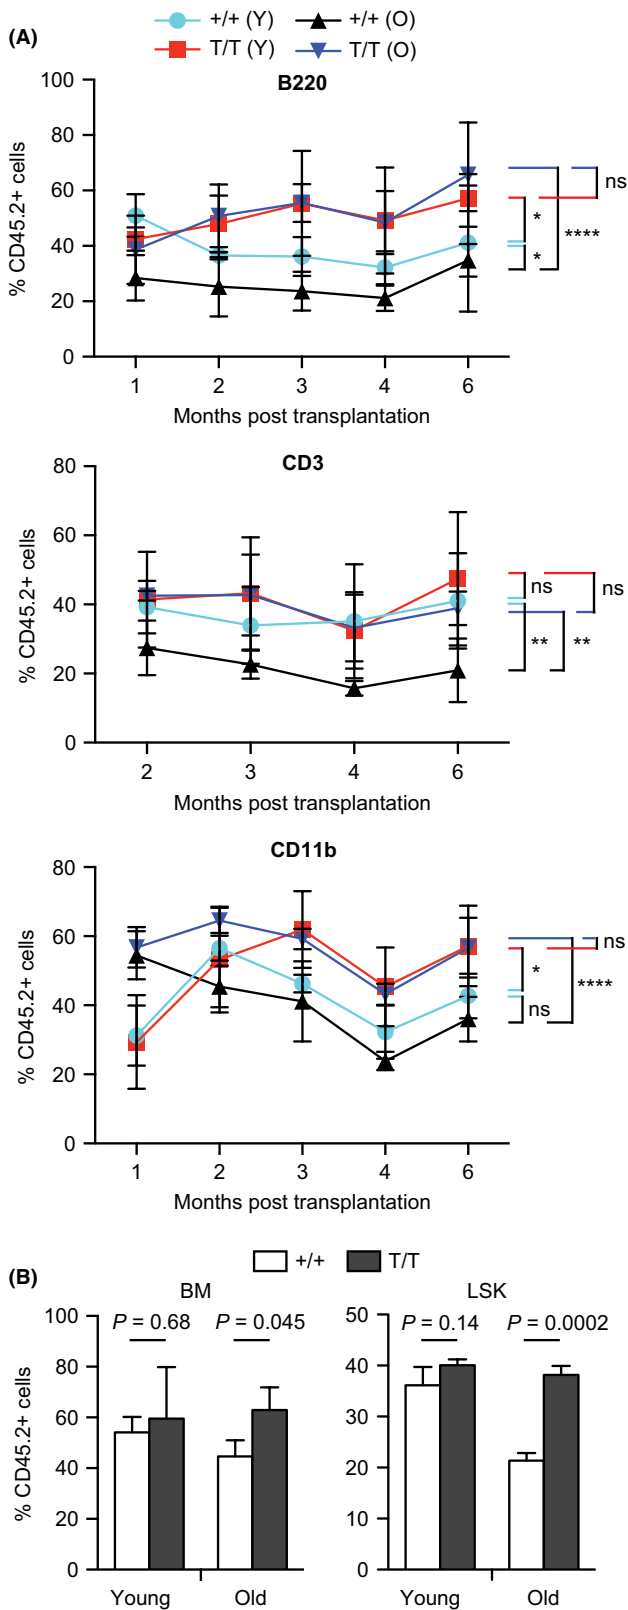 (A)
+/+ (Y) +/+ (O)
T/T (Y) T/T (O)
B220
% CD45.2+ cells
100
80
60
40
20
0
1 2 3 4 6
Months post transplantation
ns
*
****
*
CD3
% CD45.2+ cells
80
60
40
20
0
2 3 4 6
Months post transplantation
ns ns
** **
CD11b
% CD45.2+ cells
80
60
40
20
0
1 2 3 4 6
Months post transplantation
ns
*
****
ns
(B)
+/+ T/T
BM
% CD45.2+ cells
100
80
60
40
20
0
P = 0.68 P = 0.045
Young Old
LSK
50
40
30
20
10
0
P = 0.14 P = 0.0002
Young Old